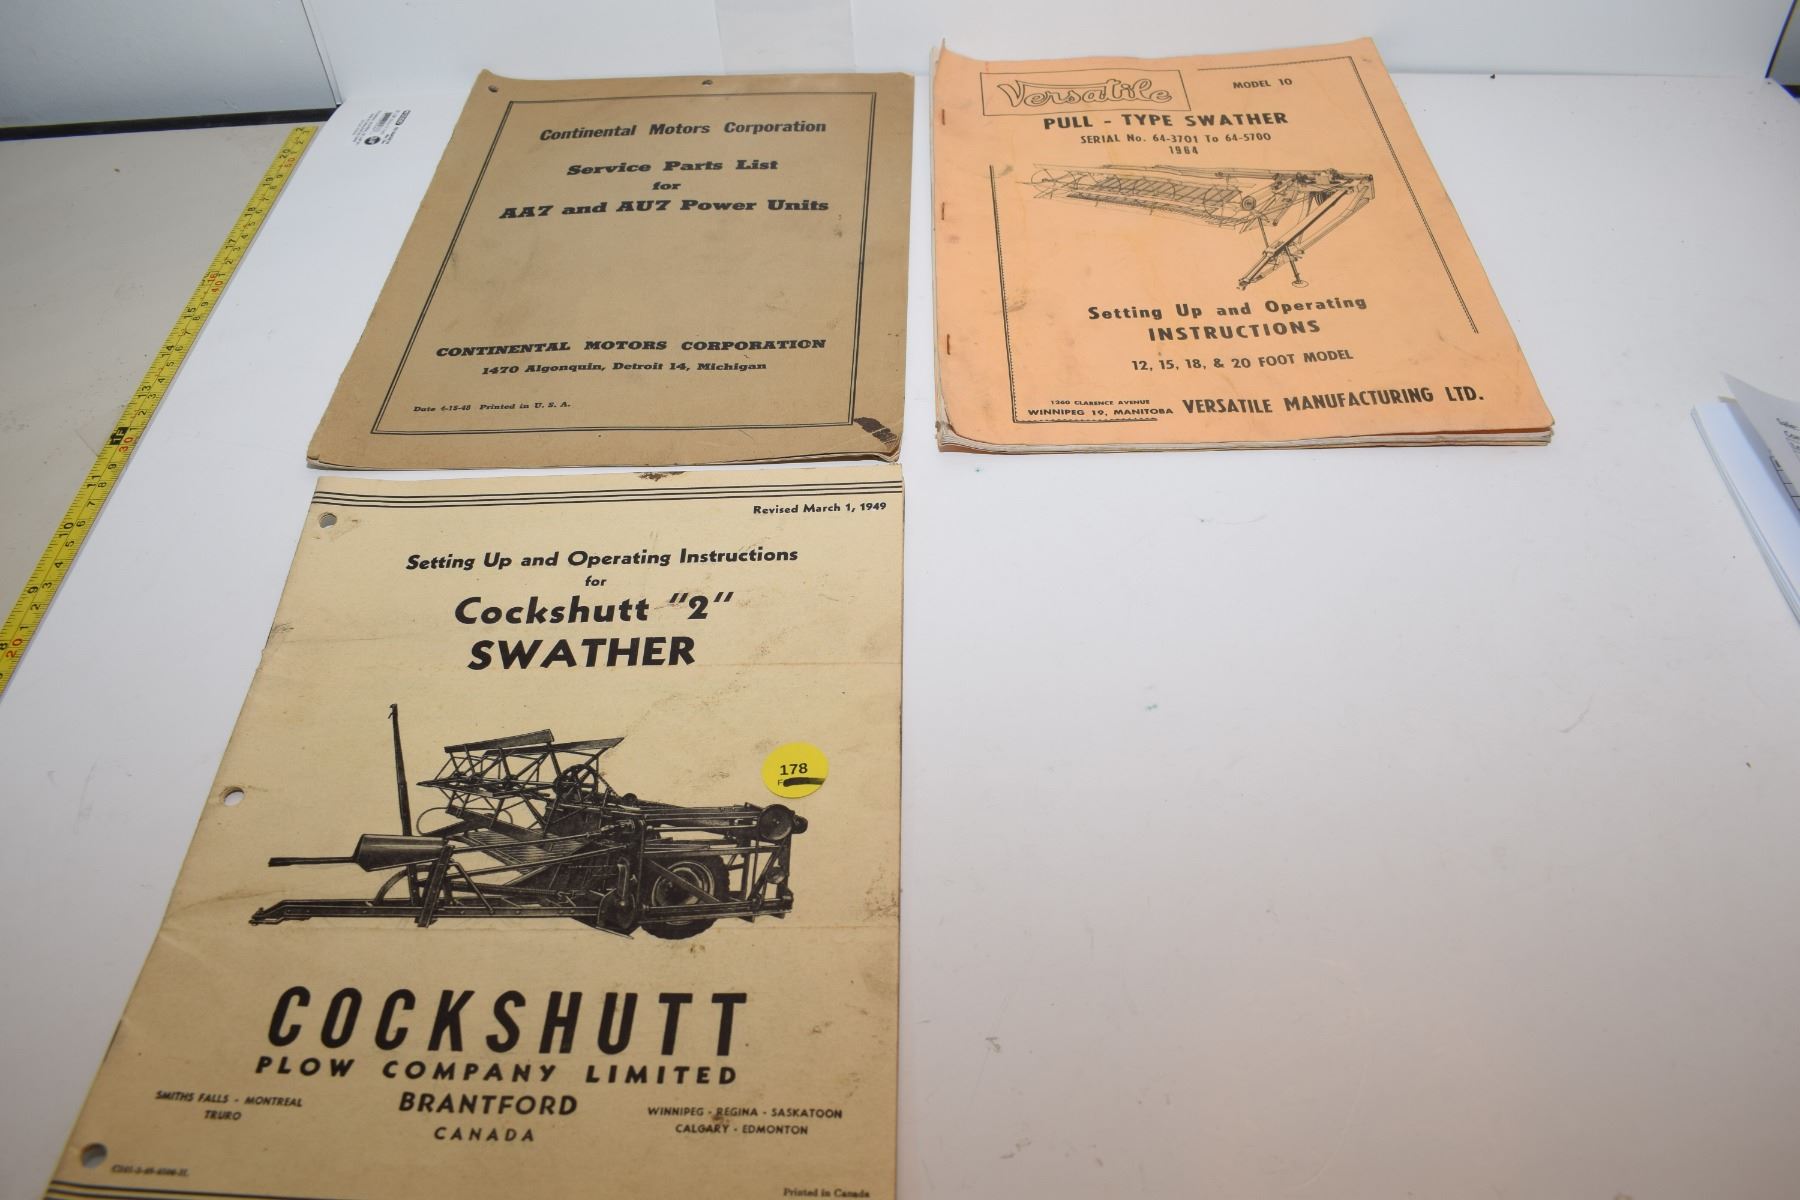 Continental Motors Corporation
Service Parts List
for
AA7 and AU7 Power Units
CONTINENTAL MOTORS CORPORATION
1470 Algonquin, Detroit 14, Michigan
Date 4-15-48 Printed in U. S. A.
Versatile
MODEL 10
PULL - TYPE SWATHER
SERIAL No. 64-3701 To 64-5700
1964
Setting Up and Operating
INSTRUCTIONS
12, 15, 18, & 20 FOOT MODEL
1260 CLARENCE AVENUE
WINNIPEG 19, MANITOBA VERSATILE MANUFACTURING LTD.
Revised March 1, 1949
Setting Up and Operating Instructions
for
Cockshutt "2"
SWATHER
178
COCKSHUTT
PLOW COMPANY LIMITED
SMITHS FALLS - MONTREAL
TRURO
BRANTFORD
CANADA
WINNIPEG - REGINA - SASKATOON
CALGARY - EDMONTON
Printed in Canada